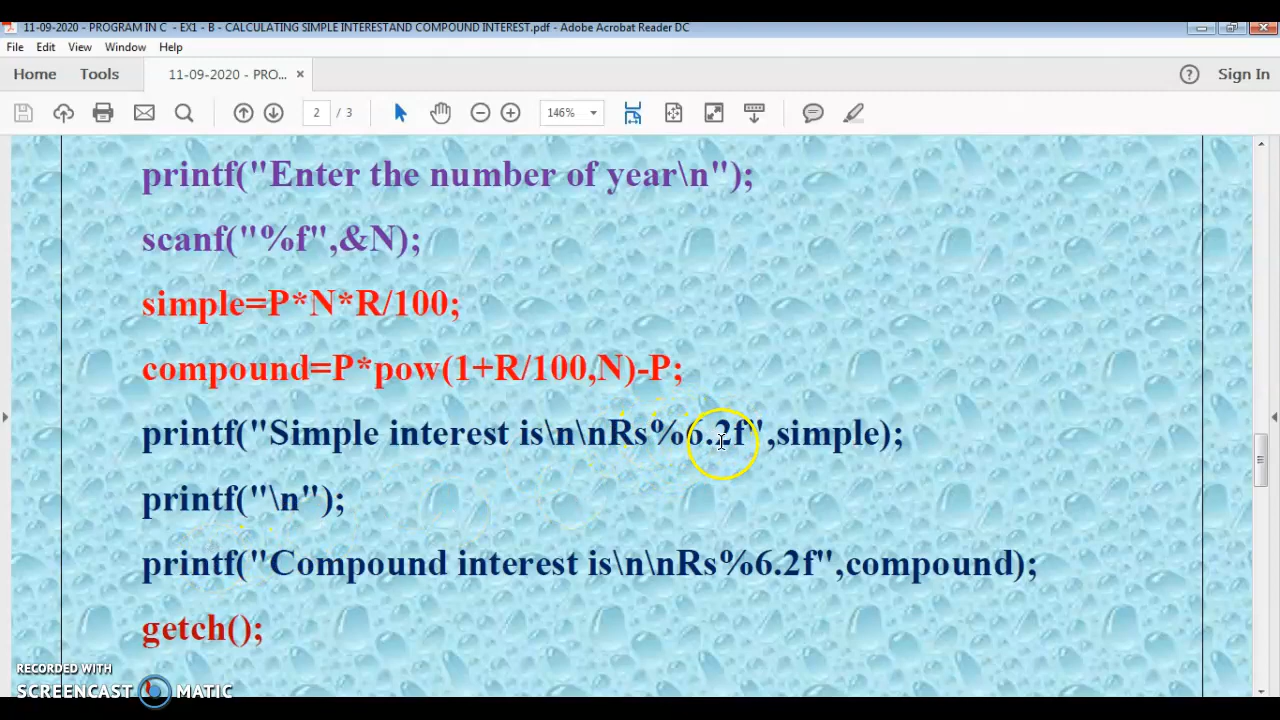 11-09-2020 - PROGRAM IN C - EX1 - B - CALCULATING SIMPLE INTERESTAND COMPOUND INTEREST.pdf - Adobe Acrobat Reader DC
File Edit View Window Help
Home Tools 11-09-2020 - PRO... × Sign In
2 / 3 146%
printf("Enter the number of year\n");
scanf("%f",&N);
simple=P*N*R/100;
compound=P*pow(1+R/100,N)-P;
printf("Simple interest is\n\nRs%6.2f",simple);
printf("\n");
printf("Compound interest is\n\nRs%6.2f",compound);
getch();
RECORDED WITH
SCREENCAST MATIC